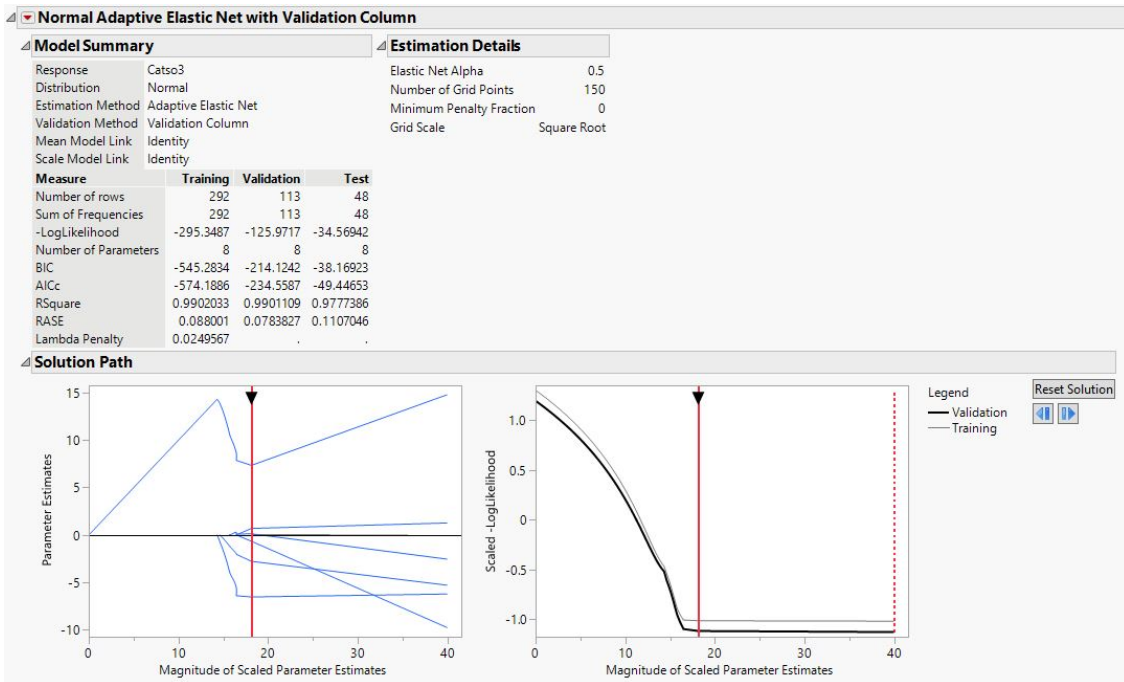 Normal Adaptive Elastic Net with Validation Column
Model Summary
Response Catso3
Distribution Normal
Estimation Method Adaptive Elastic Net
Validation Method Validation Column
Mean Model Link Identity
Scale Model Link Identity
Measure Training Validation Test
Number of rows 292 113 48
Sum of Frequencies 292 113 48
-LogLikelihood -295.3487 -125.9717 -34.56942
Number of Parameters 8 8 8
BIC -545.2834 -214.1242 -38.16923
AICc -574.1886 -234.5587 -49.44653
RSquare 0.9902033 0.9901109 0.9777386
RASE 0.088001 0.0783827 0.1107046
Lambda Penalty 0.0249567 . .
Estimation Details
Elastic Net Alpha 0.5
Number of Grid Points 150
Minimum Penalty Fraction 0
Grid Scale Square Root
Solution Path
Parameter Estimates
15
10
5
0
-5
-10
0 10 20 30 40
Magnitude of Scaled Parameter Estimates
Scaled -LogLikelihood
1.0
0.5
0
-0.5
-1.0
0 10 20 30 40
Magnitude of Scaled Parameter Estimates
Legend
Validation
Training
Reset Solution